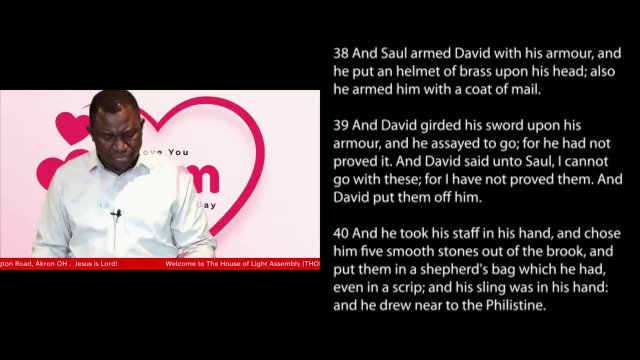 38 And Saul armed David with his armour, and
he put an helmet of brass upon his head; also
he armed him with a coat of mail.
39 And David girded his sword upon his
armour, and he assayed to go; for he had not
proved it. And David said unto Saul, I cannot
go with these; for I have not proved them. And
David put them off him.
40 And he took his staff in his hand, and chose
him five smooth stones out of the brook, and
put them in a shepherd's bag which he had,
even in a scrip; and his sling was in his hand:
and he drew near to the Philistine.
You
m
ay
gton Road, Akron OH . Jesus is Lord! Welcome to The House of Light Assembly (THO